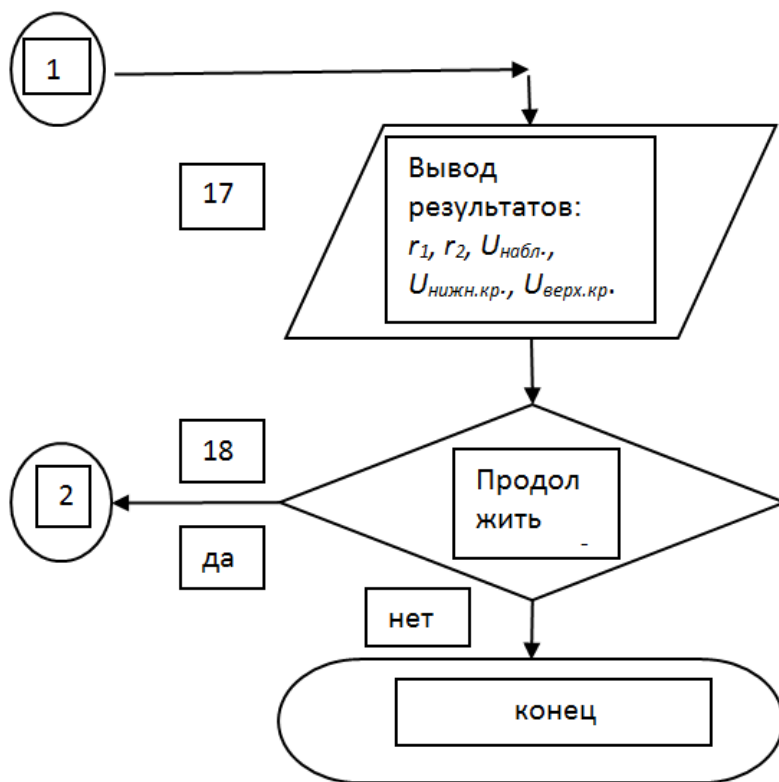 1
17
Вывод
результатов:
r₁, r₂, Uнабл.,
Uнижн.кр., Uверх.кр.
18
2
Продол
жить
-
да
нет
конец